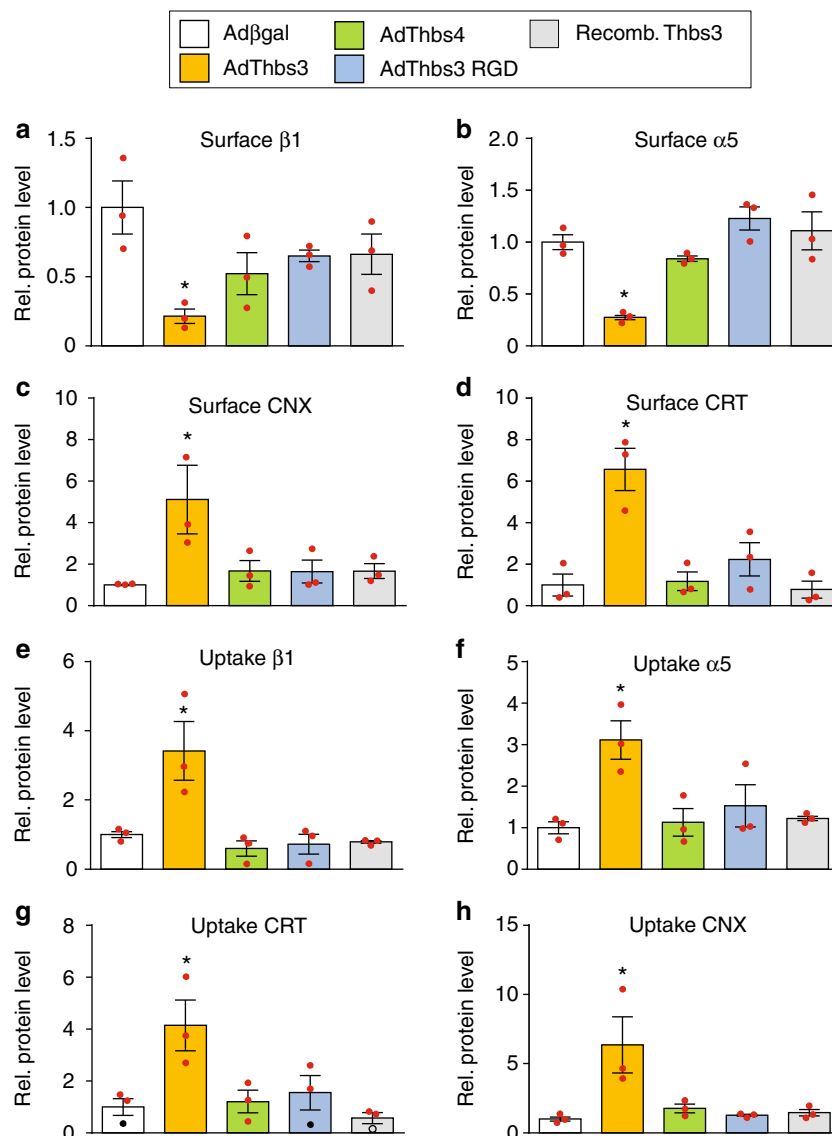 Adβgal AdThbs4 Recomb. Thbs3
AdThbs3 AdThbs3 RGD
a Surface β1
Rel. protein level
1.5
1.0
0.5
0
*
b Surface α5
Rel. protein level
2.0
1.5
1.0
0.5
0
*
c Surface CNX
Rel. protein level
10
8
6
4
2
0
*
d Surface CRT
Rel. protein level
10
8
6
4
2
0
*
e Uptake β1
Rel. protein level
6
4
2
0
*
f Uptake α5
Rel. protein level
5
4
3
2
1
0
*
g Uptake CRT
Rel. protein level
8
6
4
2
0
*
h Uptake CNX
Rel. protein level
15
10
5
0
*